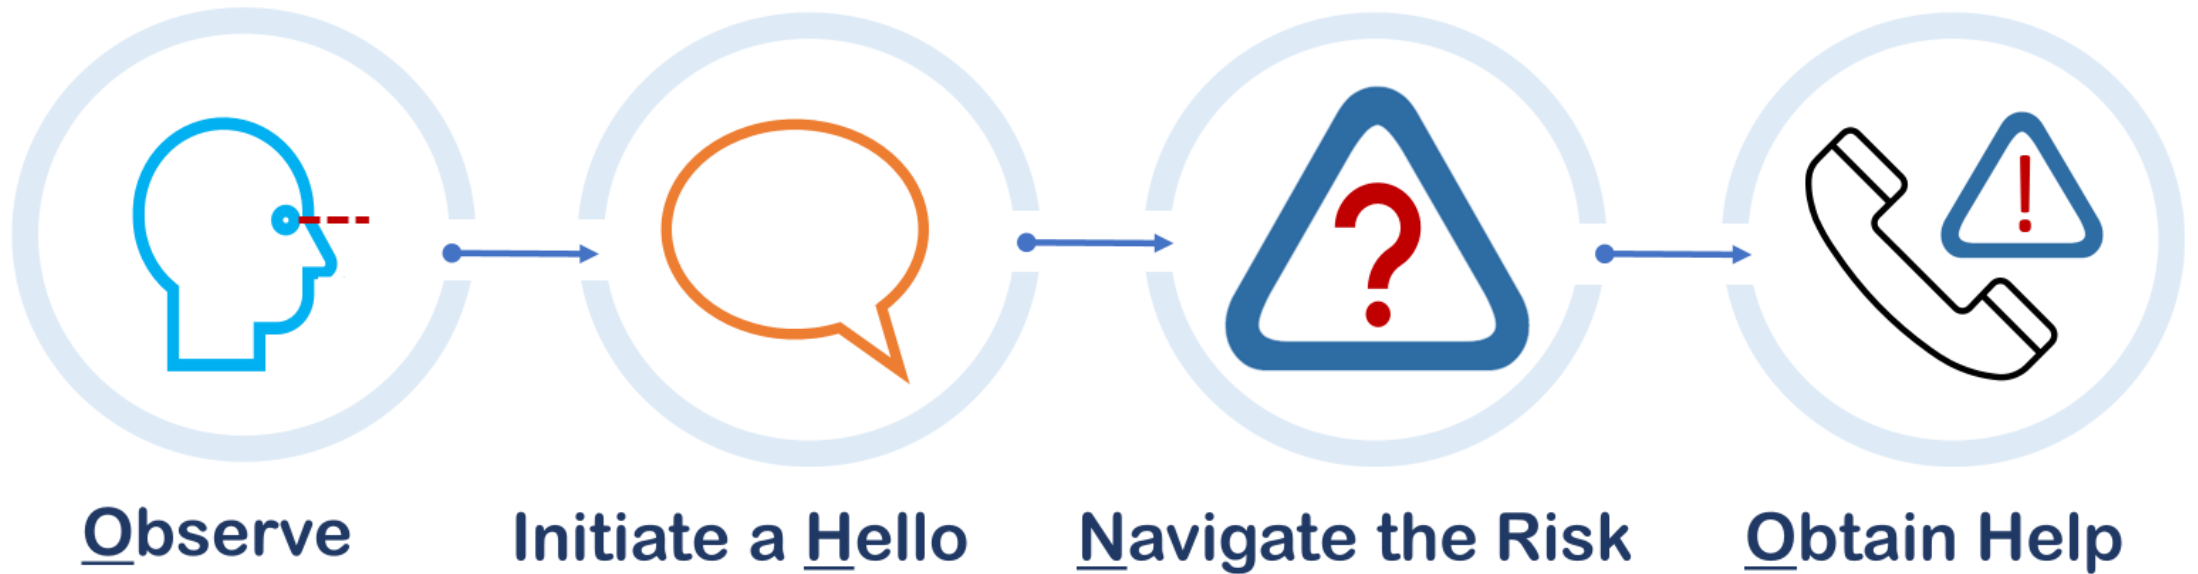 ?
!
Observe
Initiate a Hello
Navigate the Risk
Obtain Help